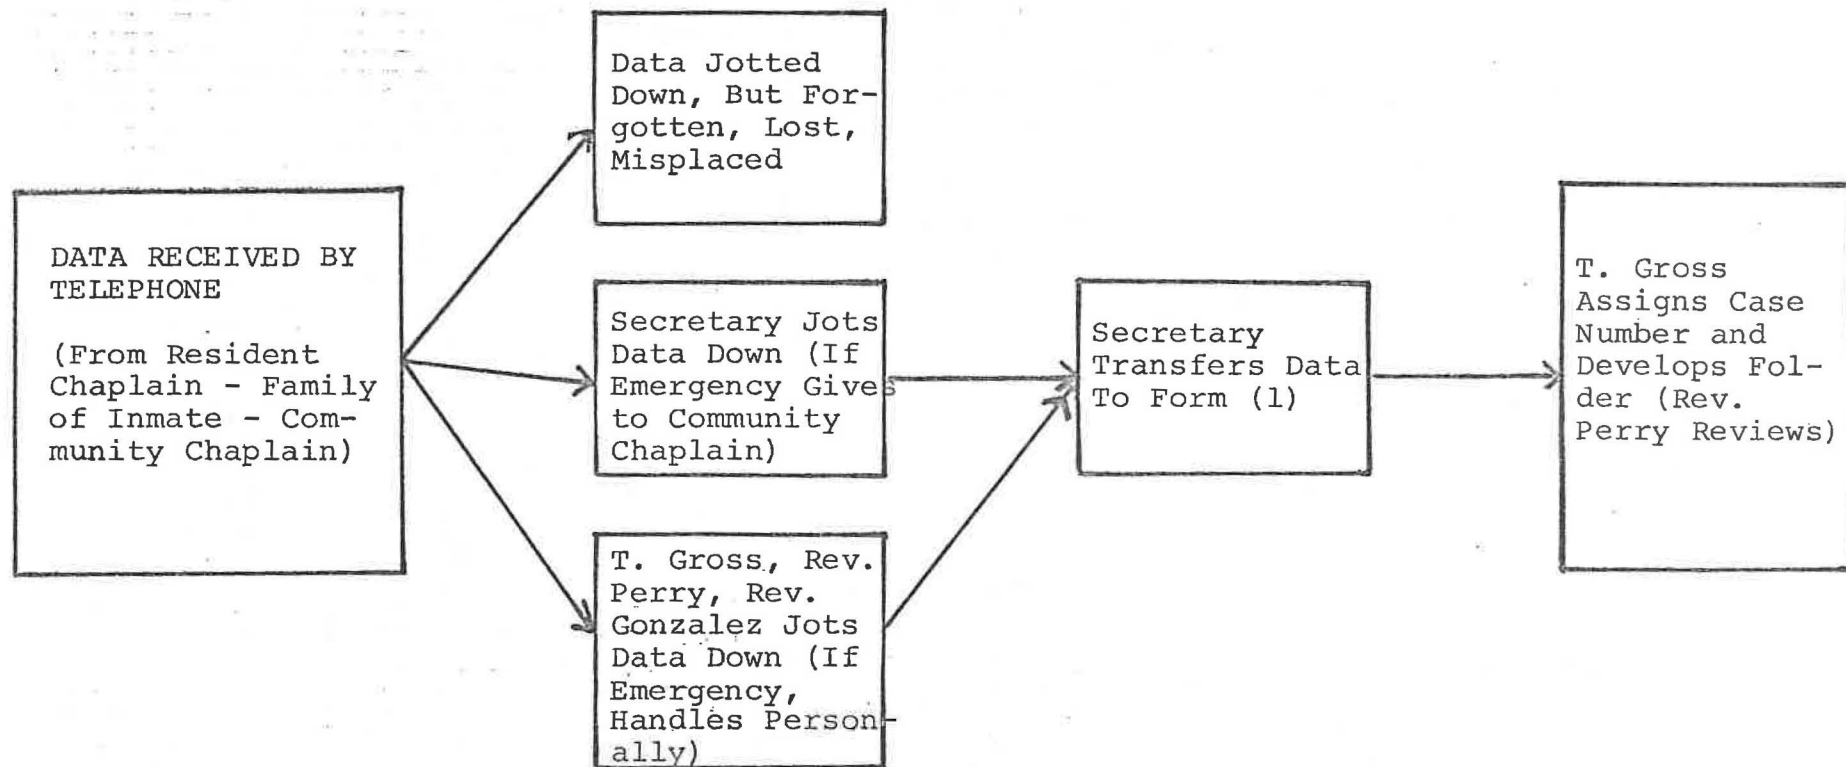 DATA RECEIVED BY
TELEPHONE
(From Resident
Chaplain - Family
of Inmate - Com-
munity Chaplain)
Data Jotted
Down, But For-
gotten, Lost,
Misplaced
Secretary Jots
Data Down (If
Emergency Gives
to Community
Chaplain)
T. Gross, Rev.
Perry, Rev.
Gonzalez Jots
Data Down (If
Emergency,
Handles Person-
ally)
Secretary
Transfers Data
To Form (1)
T. Gross
Assigns Case
Number and
Develops Fol-
der (Rev.
Perry Reviews)